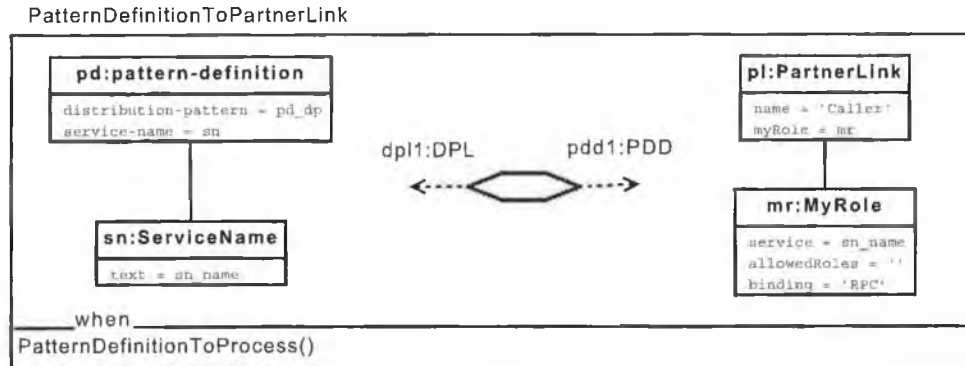 PatternDefinitionToPartnerLink
pd:pattern-definition
distribution-pattern = pd_dp
service-name = sn
sn:ServiceName
text = sn_name
dpl1:DPL
pdd1:PDD
pl:PartnerLink
name = 'Caller'
myRole = mr
mr:MyRole
service = sn_name
allowedRoles = ''
binding = 'RPC'
when
PatternDefinitionToProcess()